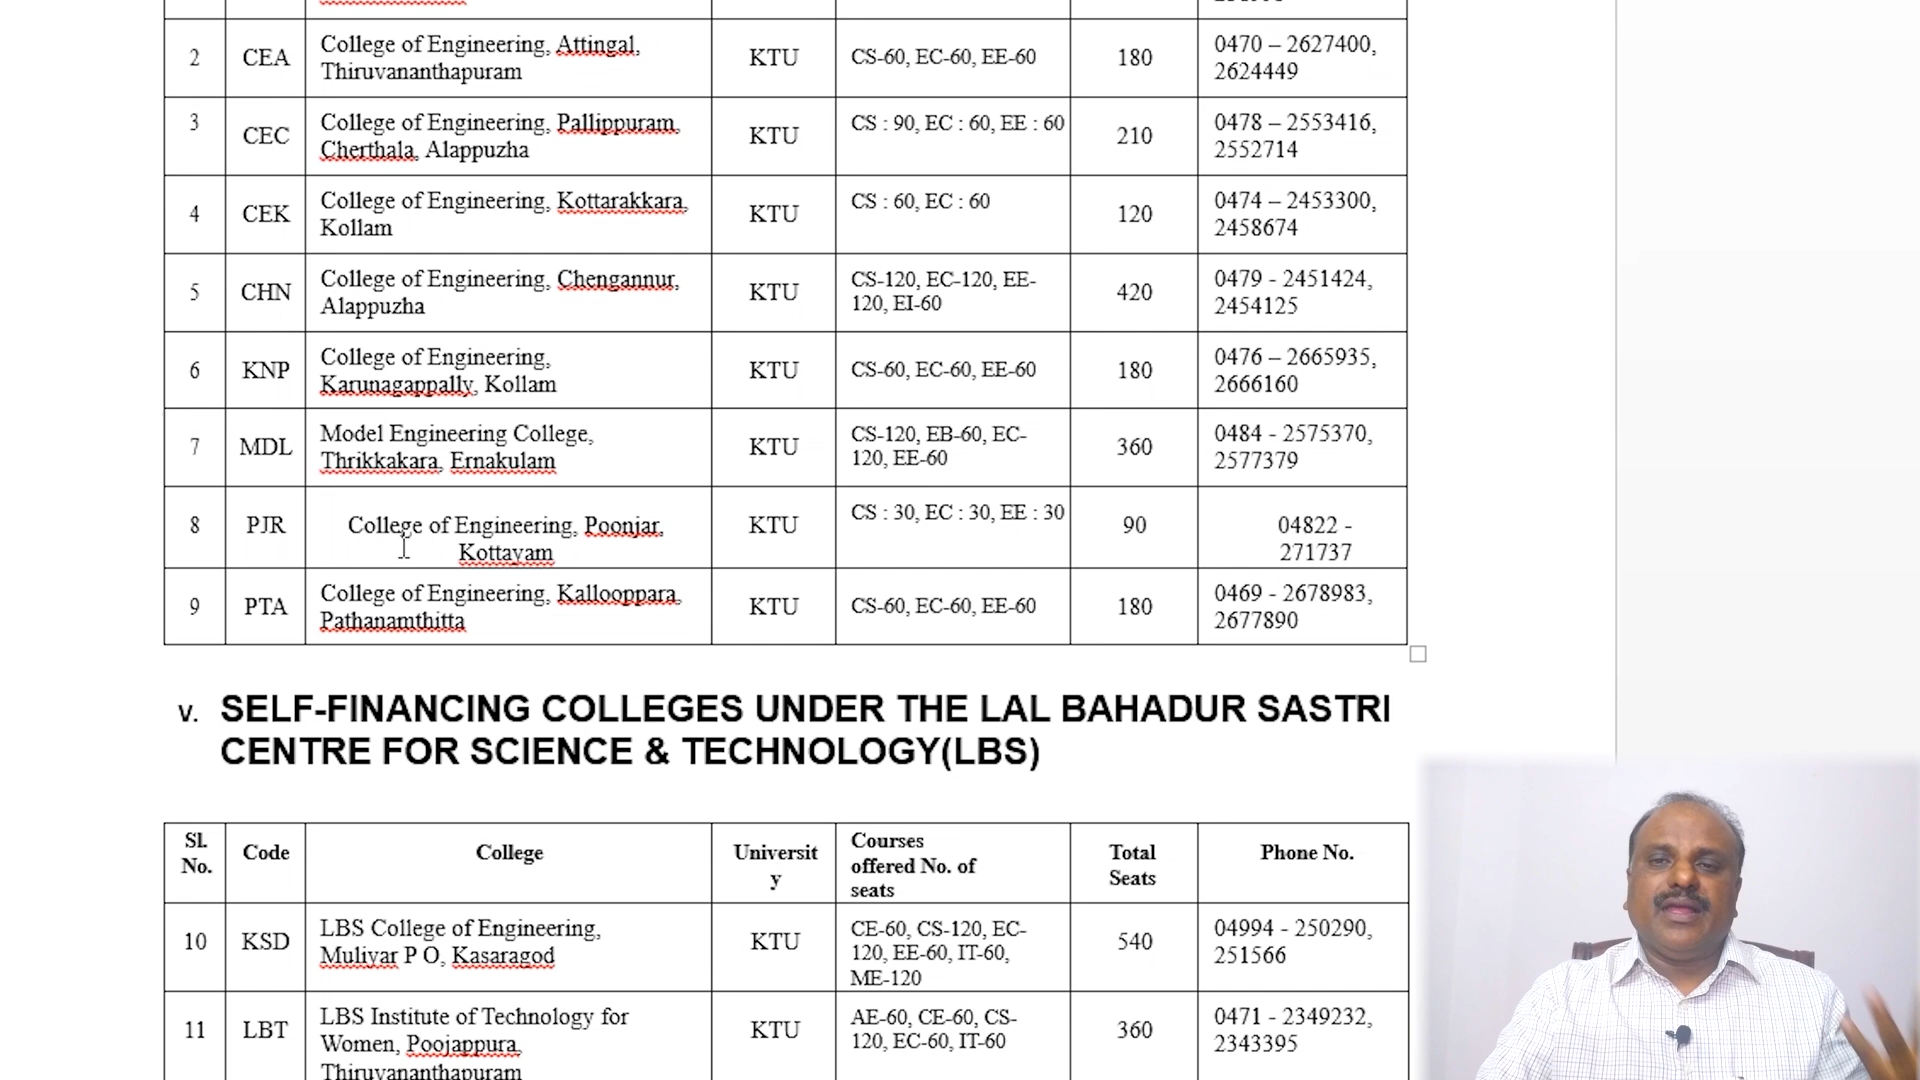 2 CEA College of Engineering, Attingal, KTU CS-60, EC-60, EE-60 180 0470 – 2627400,
Thiruvananthapuram 2624449
3 CEC College of Engineering, Pallippuram, KTU CS : 90, EC : 60, EE : 60 210 0478 – 2553416,
Cherthala, Alappuzha 2552714
4 CEK College of Engineering, Kottarakkara, KTU CS : 60, EC : 60 120 0474 – 2453300,
Kollam 2458674
5 CHN College of Engineering, Chengannur, KTU CS-120, EC-120, EE- 420 0479 - 2451424,
Alappuzha 120, EI-60 2454125
6 KNP College of Engineering, KTU CS-60, EC-60, EE-60 180 0476 – 2665935,
Karunagappally, Kollam 2666160
7 MDL Model Engineering College, KTU CS-120, EB-60, EC- 360 0484 - 2575370,
Thrikkakara, Ernakulam 120, EE-60 2577379
8 PJR College of Engineering, Poonjar, KTU CS : 30, EC : 30, EE : 30 90 04822 -
Kottayam 271737
9 PTA College of Engineering, Kallooppara, KTU CS-60, EC-60, EE-60 180 0469 - 2678983,
Pathanamthitta 2677890
v. SELF-FINANCING COLLEGES UNDER THE LAL BAHADUR SASTRI
CENTRE FOR SCIENCE & TECHNOLOGY(LBS)
Sl. Code College Universit Courses Total Phone No.
No. y offered No. of Seats
seats
10 KSD LBS College of Engineering, KTU CE-60, CS-120, EC- 540 04994 - 250290,
Muliyar P O, Kasaragod 120, EE-60, IT-60, 251566
ME-120
11 LBT LBS Institute of Technology for KTU AE-60, CE-60, CS- 360 0471 - 2349232,
Women, Poojappura, 120, EC-60, IT-60 2343395
Thiruvananthapuram